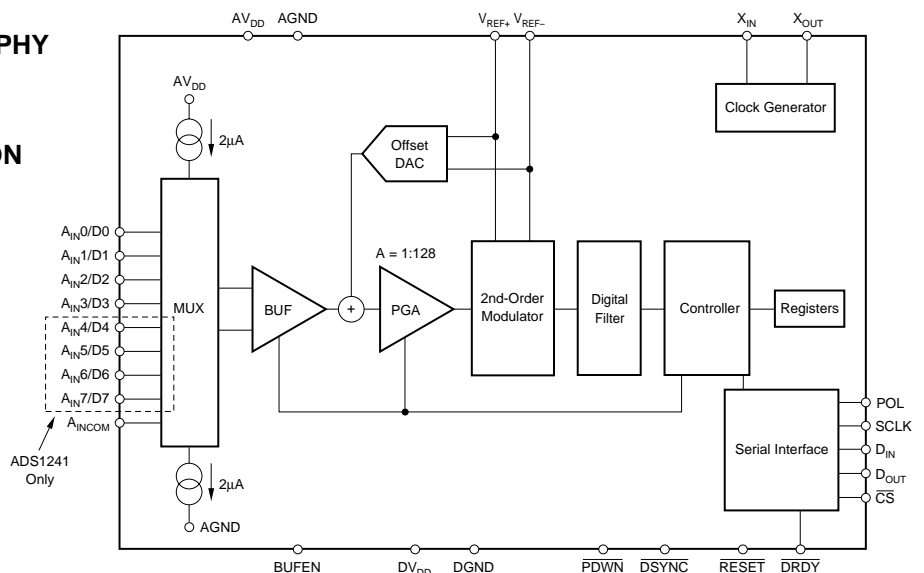 PHY
ON
AVDD
AGND
VREF+
VREF–
XIN
XOUT
AVDD
2µA
Offset
DAC
Clock Generator
AIN0/D0
AIN1/D1
AIN2/D2
AIN3/D3
AIN4/D4
AIN5/D5
AIN6/D6
AIN7/D7
AINCOM
ADS1241
Only
MUX
BUF
+
A = 1:128
PGA
2nd-Order
Modulator
Digital
Filter
Controller
Registers
Serial Interface
POL
SCLK
DIN
DOUT
CS
2µA
AGND
BUFEN
DVDD
DGND
PDWN
DSYNC
RESET
DRDY